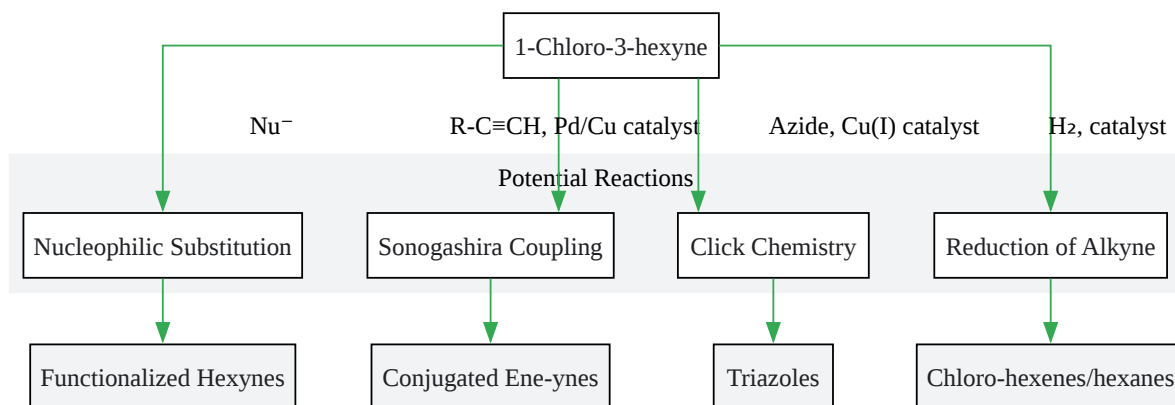 1-Chloro-3-hexyne
Nu⁻
R-C≡CH, Pd/Cu catalyst
Azide, Cu(I) catalyst
H₂, catalyst
Potential Reactions
Nucleophilic Substitution
Sonogashira Coupling
Click Chemistry
Reduction of Alkyne
Functionalized Hexynes
Conjugated Ene-ynes
Triazoles
Chloro-hexenes/hexanes